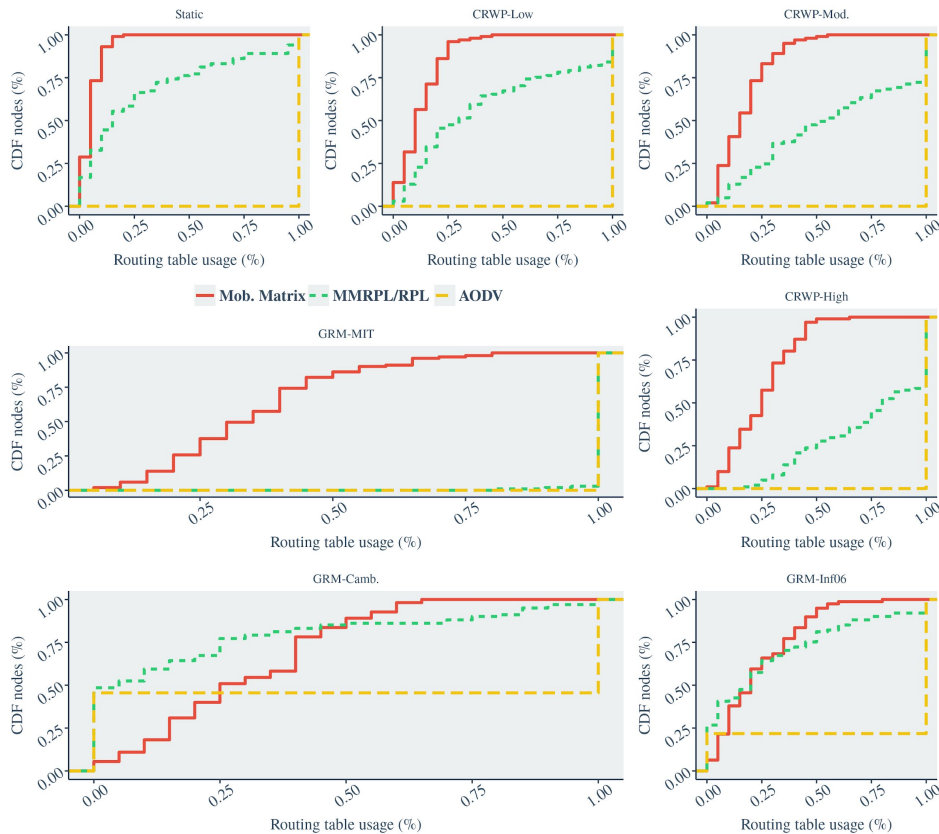 Static
CDF nodes (%)
1.00
0.75
0.50
0.25
0.00
0.00 0.25 0.50 0.75 1.00
Routing table usage (%)
CRWP-Low
CDF nodes (%)
1.00
0.75
0.50
0.25
0.00
0.00 0.25 0.50 0.75 1.00
Routing table usage (%)
CRWP-Mod.
CDF nodes (%)
1.00
0.75
0.50
0.25
0.00
0.00 0.25 0.50 0.75 1.00
Routing table usage (%)
Mob. Matrix MMRPL/RPL AODV
GRM-MIT
CDF nodes (%)
1.00
0.75
0.50
0.25
0.00
0.25 0.50 0.75 1.00
Routing table usage (%)
CRWP-High
CDF nodes (%)
1.00
0.75
0.50
0.25
0.00
0.00 0.25 0.50 0.75 1.00
Routing table usage (%)
GRM-Camb.
CDF nodes (%)
1.00
0.75
0.50
0.25
0.00
0.00 0.25 0.50 0.75 1.00
Routing table usage (%)
GRM-Inf06
CDF nodes (%)
1.00
0.75
0.50
0.25
0.00
0.00 0.25 0.50 0.75 1.00
Routing table usage (%)